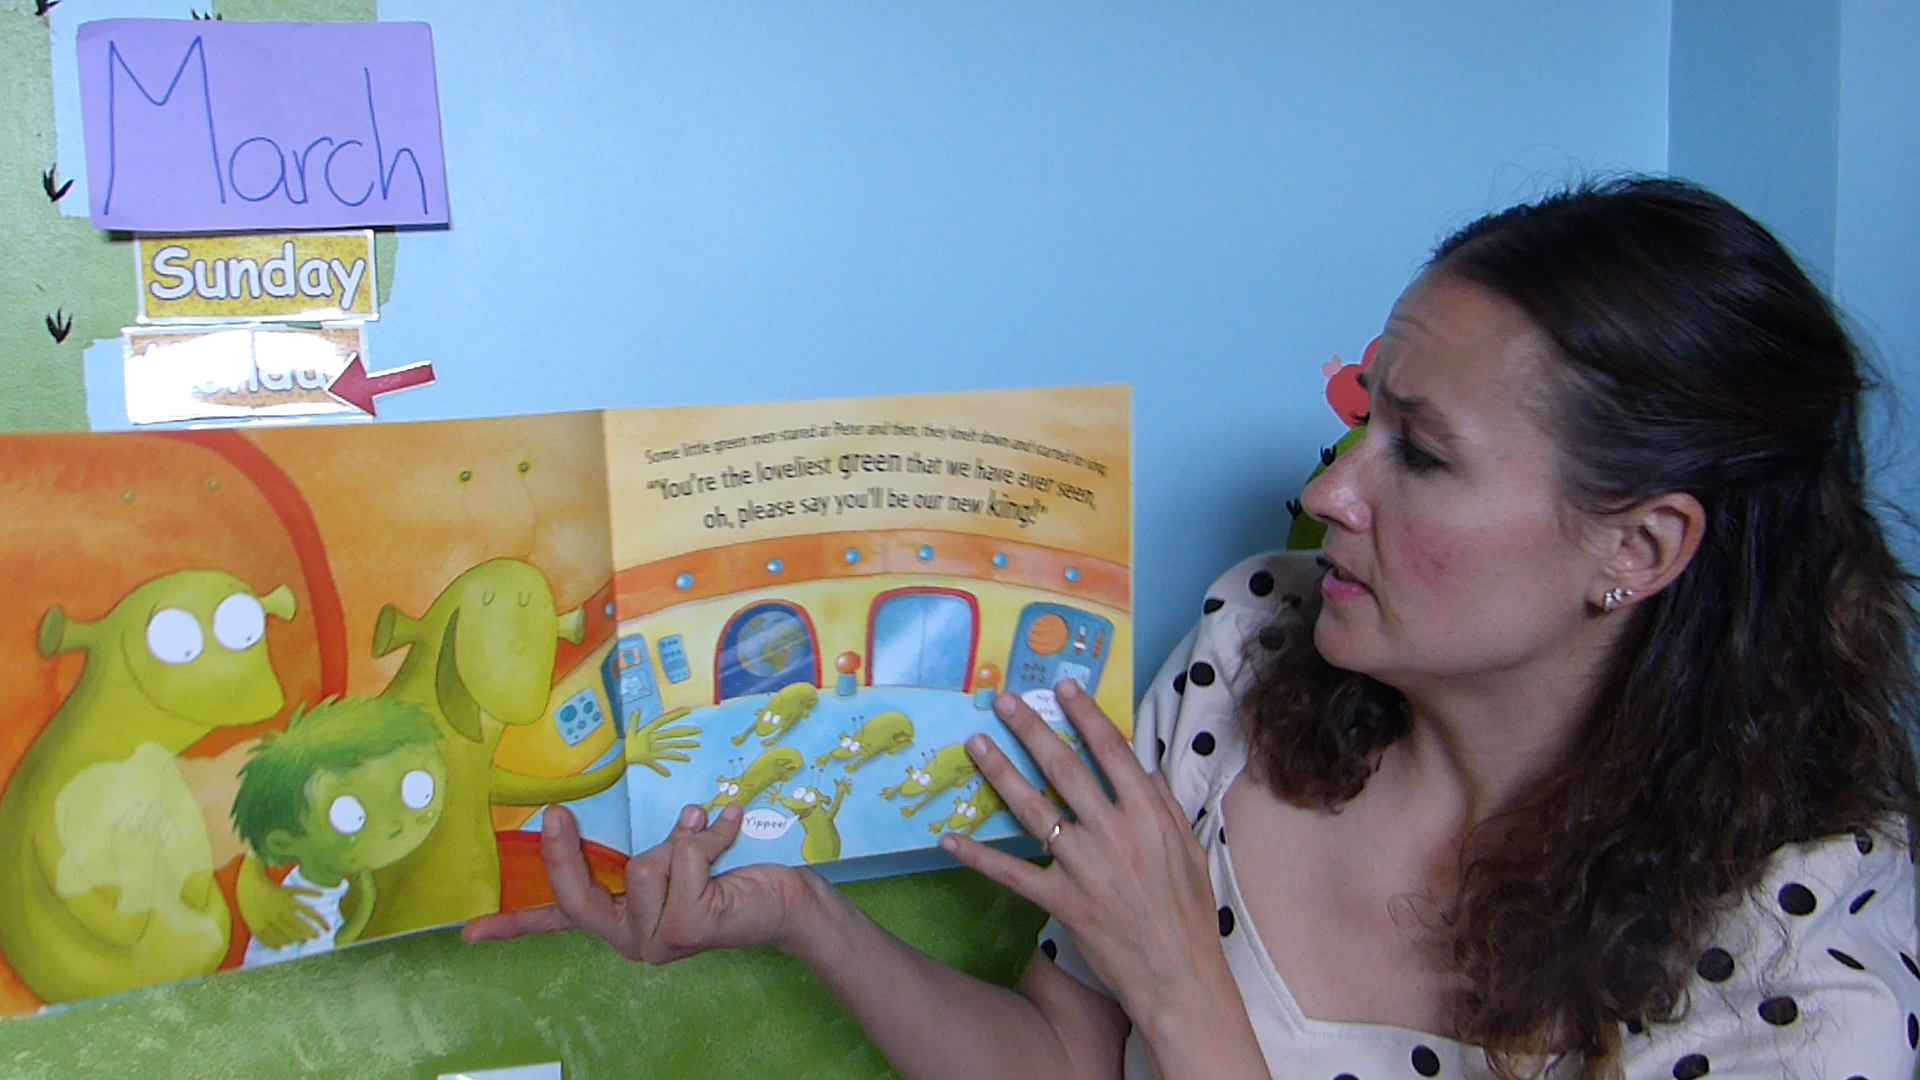 March
Sunday
Monday
Some little green men stared at Peter and then, they knelt down and started to sing,
"You're the loveliest green that we have ever seen,
oh, please say you'll be our new king!"
Yippee!